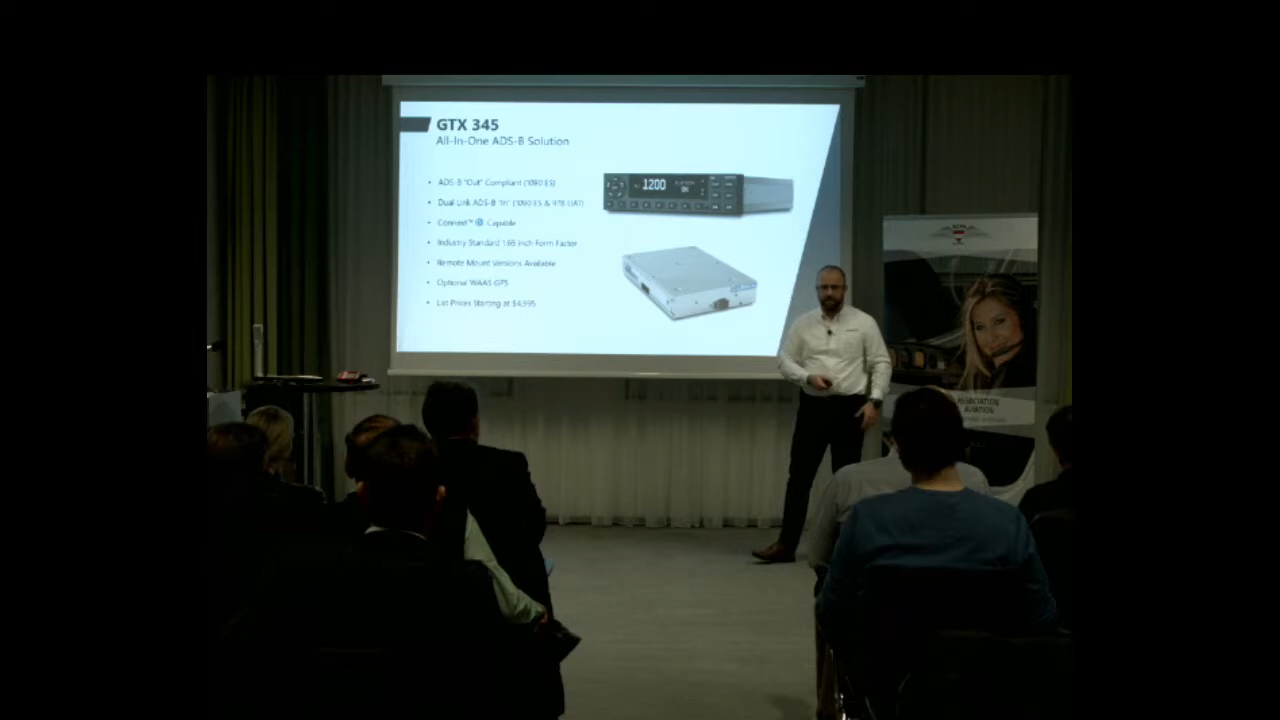 GTX 345
All-In-One ADS-B Solution
• ADS-B "Out" Compliant (1090 ES)
• Dual Link ADS-B "In" (1090 ES & 978 UAT)
• Connext™ Capable
• Industry Standard 1.65 Inch Form Factor
• Remote Mount Versions Available
• Optional WAAS GPS
• List Prices Starting at $4,995
1200
ASSOCIATION
AVIATION